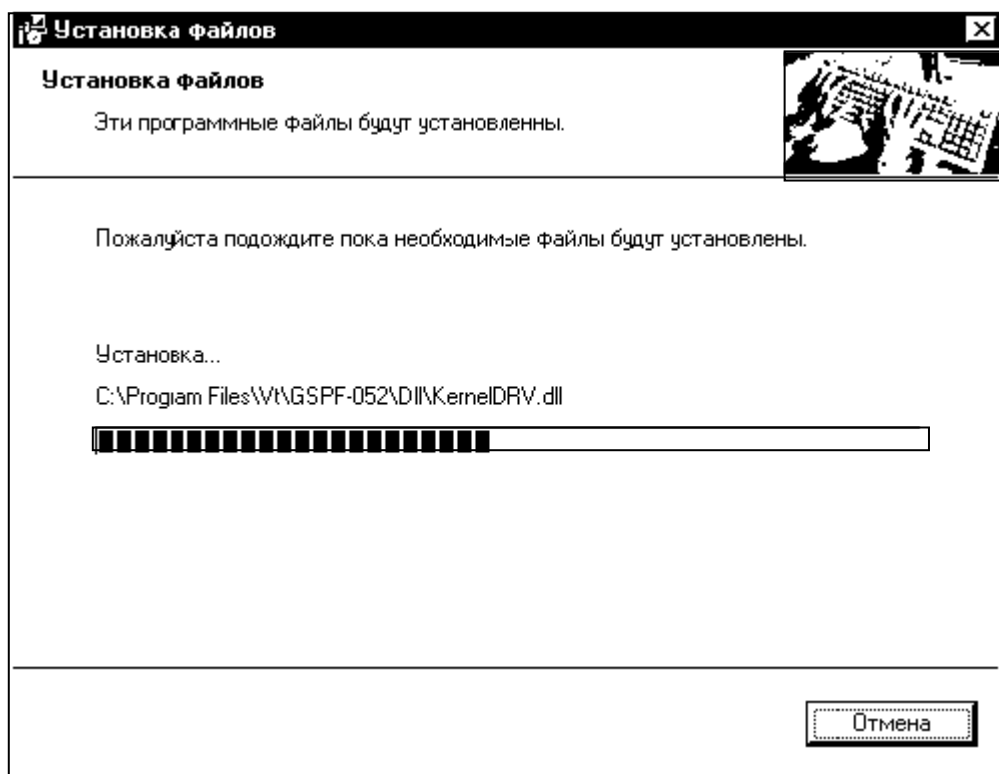 Установка файлов
Установка файлов
Эти программные файлы будут установленны.
Пожалуйста подождите пока необходимые файлы будут установлены.
Установка...
C:\Program Files\Vt\GSPF-052\Dll\KernelDRV.dll
Отмена